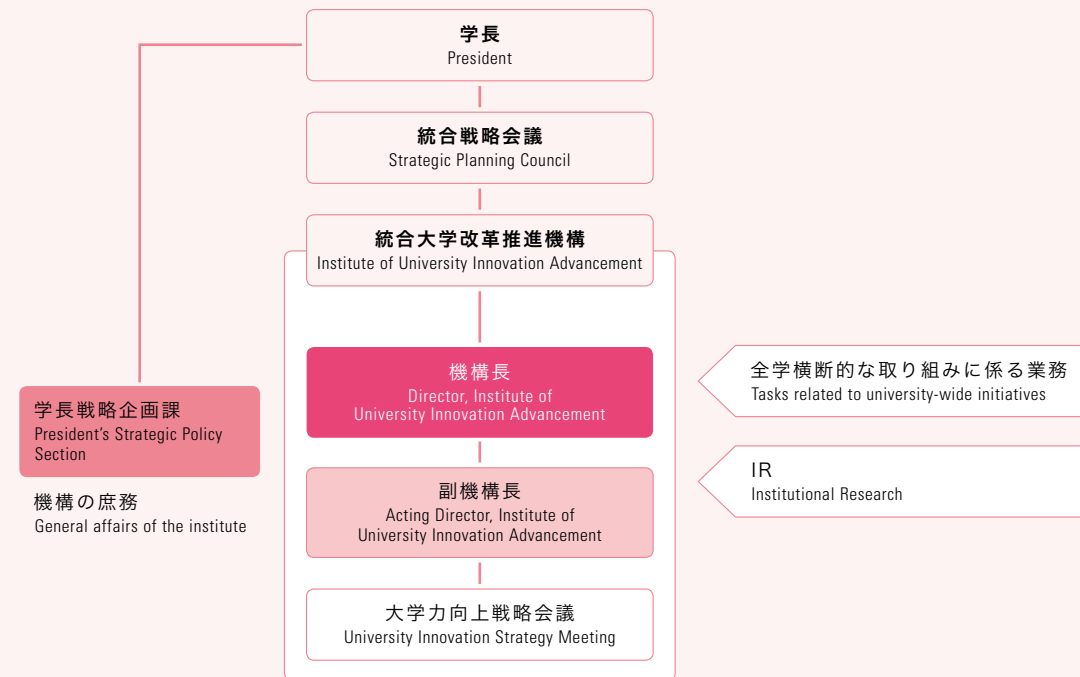 学長
President
統合戦略会議
Strategic Planning Council
統合大学改革推進機構
Institute of University Innovation Advancement
機構長
Director, Institute of
University Innovation Advancement
副機構長
Acting Director, Institute of
University Innovation Advancement
大学力向上戦略会議
University Innovation Strategy Meeting
学長戦略企画課
President's Strategic Policy
Section
機構の庶務
General affairs of the institute
全学横断的な取り組みに係る業務
Tasks related to university-wide initiatives
IR
Institutional Research